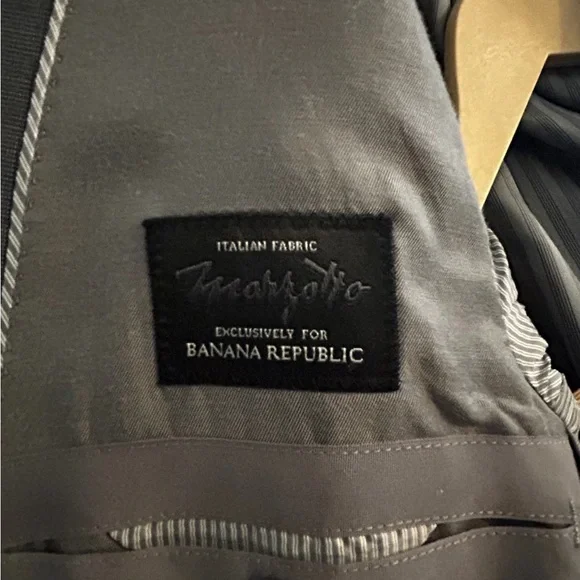 ITALIAN FABRIC
Marzotto
EXCLUSIVELY FOR
BANANA REPUBLIC